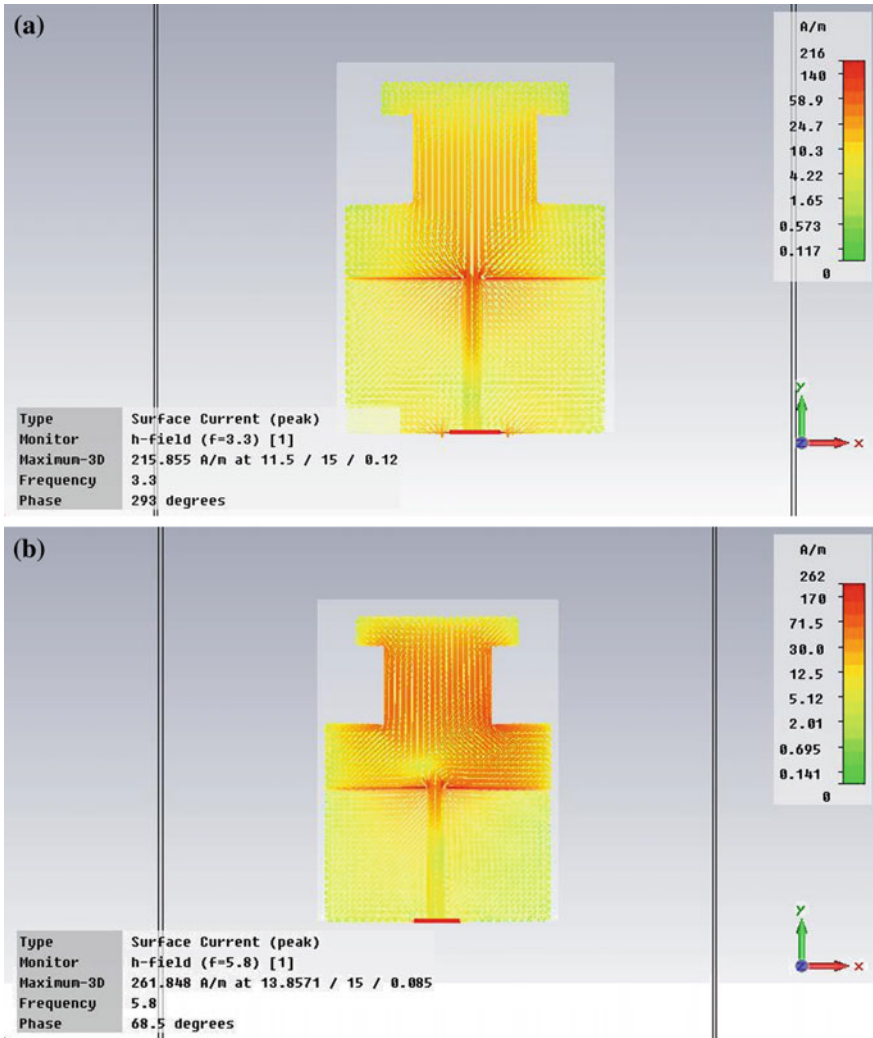 (a)
A/m
216
140
58.9
24.7
10.3
4.22
1.65
0.573
0.117
0
y
z
x
Type Surface Current (peak)
Monitor h-field (f=3.3) [1]
Maximum-3D 215.855 A/m at 11.5 / 15 / 0.12
Frequency 3.3
Phase 293 degrees
(b)
A/m
262
170
71.5
30.0
12.5
5.12
2.01
0.695
0.141
0
y
z
x
Type Surface Current (peak)
Monitor h-field (f=5.8) [1]
Maximum-3D 261.848 A/m at 13.8571 / 15 / 0.085
Frequency 5.8
Phase 68.5 degrees